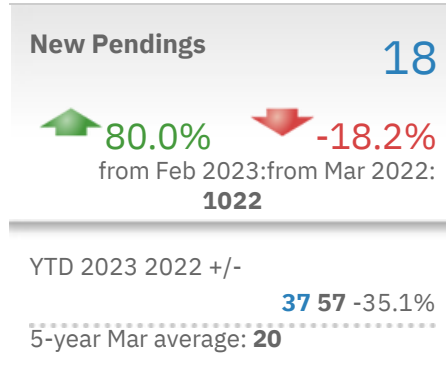 New Pendings
18
80.0% -18.2%
from Feb 2023:from Mar 2022:
1022
YTD 2023 2022 +/-
37 57 -35.1%
5-year Mar average: 20